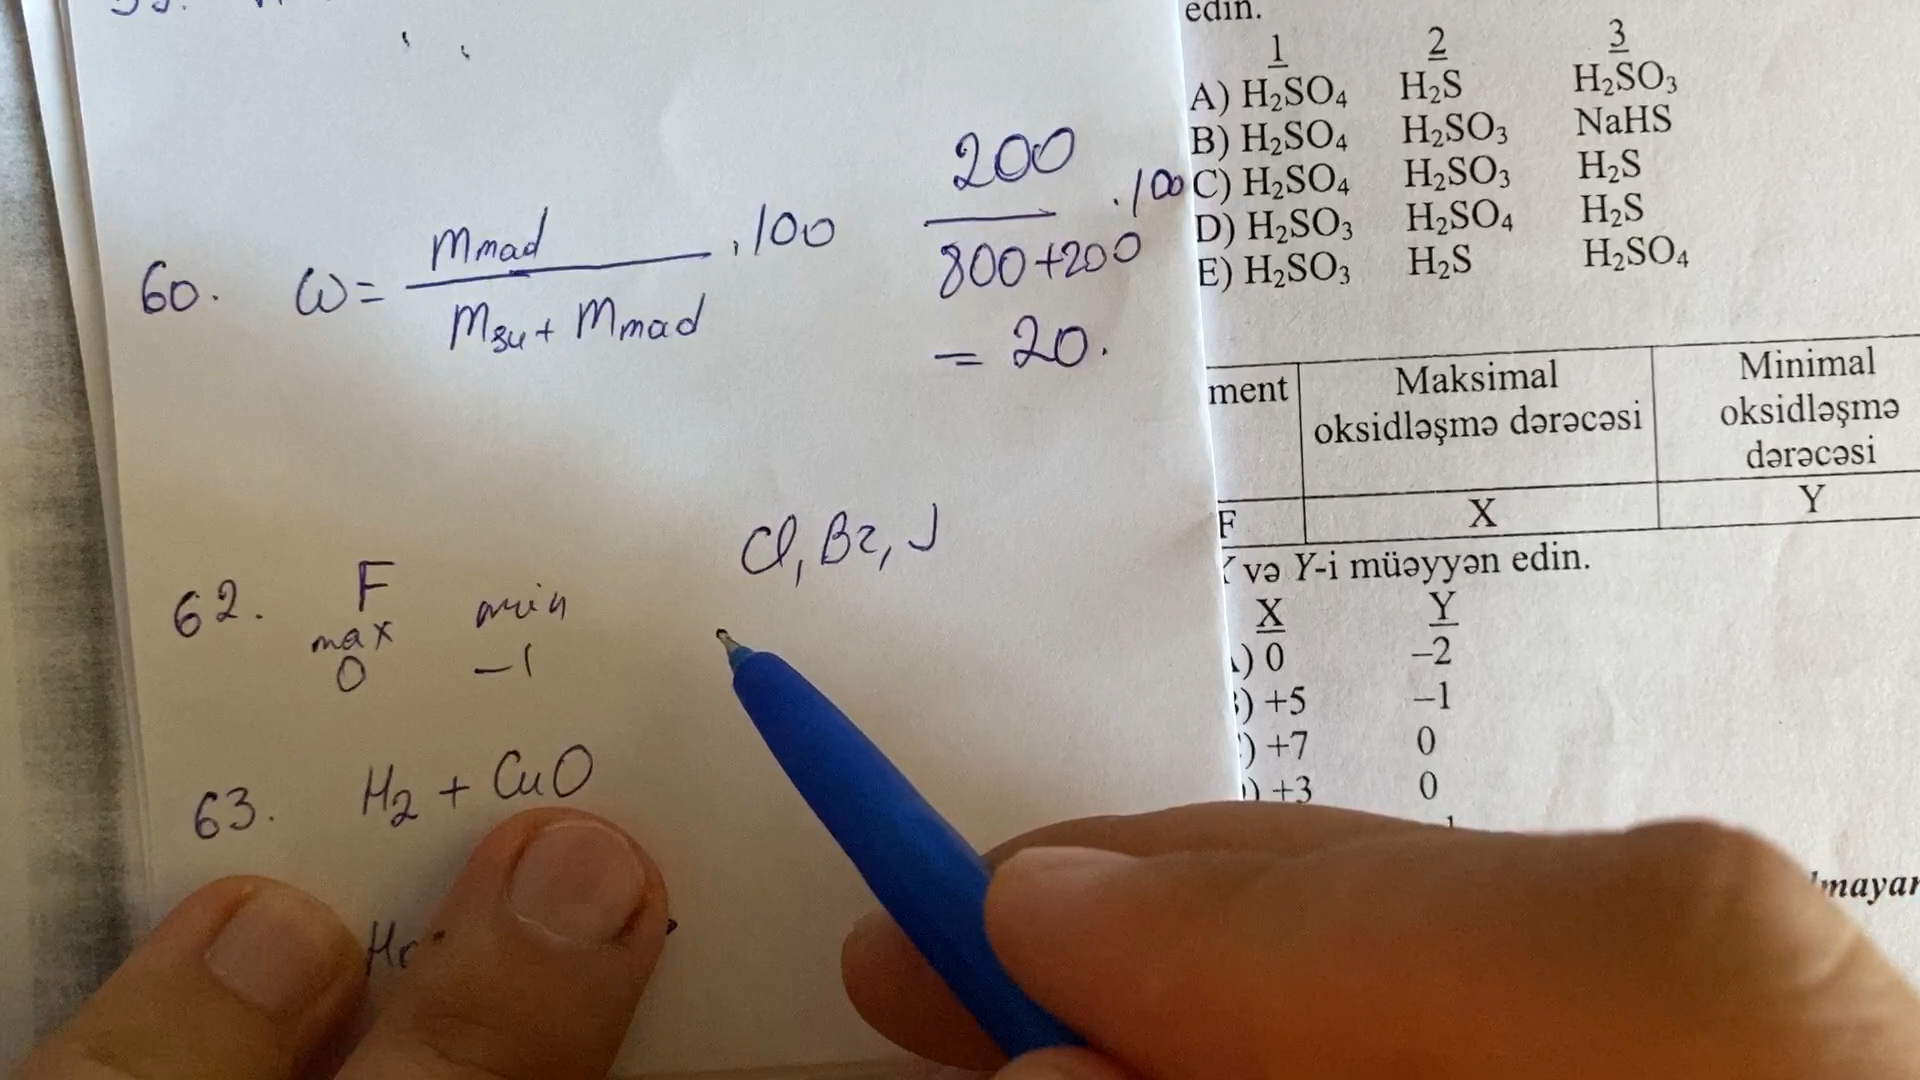 60. ω = m mad / m su + m mad . 100
200 / 800+200 . 100
= 20.
62. F
max min
0 –1
Cl, Br, J
63. H₂ + CuO
edin.
1 2 3
A) H₂SO₄ H₂S H₂SO₃
B) H₂SO₄ H₂SO₃ NaHS
C) H₂SO₄ H₂SO₃ H₂S
D) H₂SO₃ H₂SO₄ H₂S
E) H₂SO₃ H₂S H₂SO₄
ment Maksimal Minimal
oksidləşmə dərəcəsi oksidləşmə
dərəcəsi
F X Y
və Y-i müəyyən edin.
X Y
) 0 –2
) +5 –1
) +7 0
) +3 0